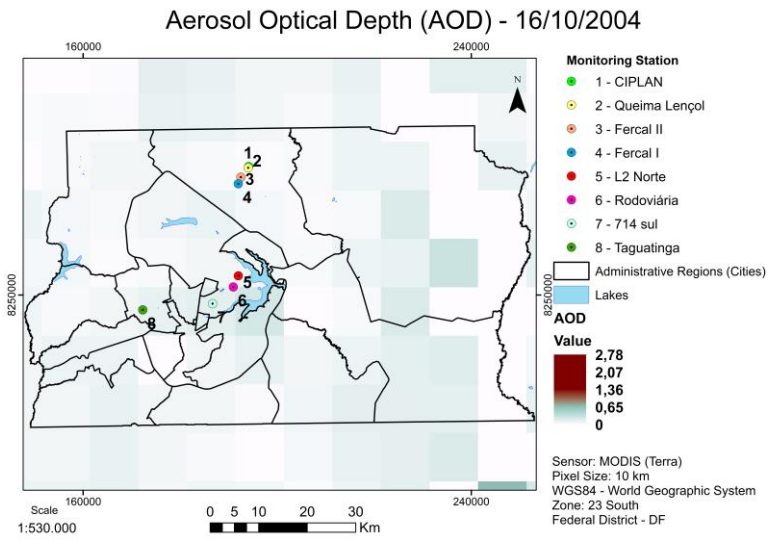 Aerosol Optical Depth (AOD) - 16/10/2004
160000 240000
N
8250000
1
2
3
4
5
6
7
8
8250000
160000 240000
Scale
1:530.000
0 5 10 20 30
Km
Monitoring Station
1 - CIPLAN
2 - Queima Lençol
3 - Fercal II
4 - Fercal I
5 - L2 Norte
6 - Rodoviária
7 - 714 sul
8 - Taguatinga
Administrative Regions (Cities)
Lakes
AOD
Value
2,78
2,07
1,36
0,65
0
Sensor: MODIS (Terra)
Pixel Size: 10 km
WGS84 - World Geographic System
Zone: 23 South
Federal District - DF